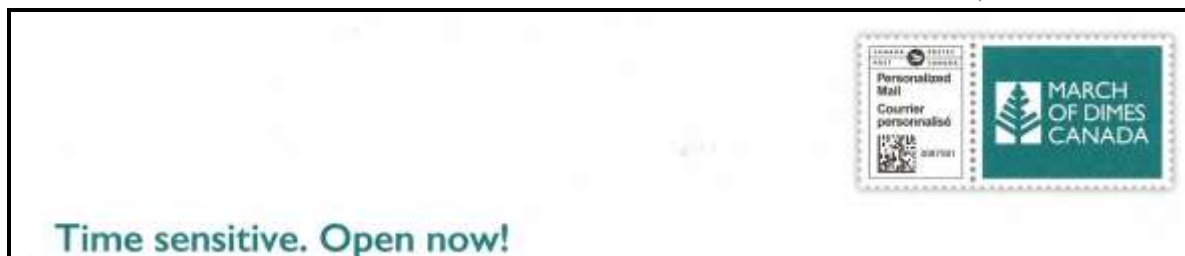 CANADA POSTES
POST CANADA
Personalized
Mail
Courrier
personnalisé
MARCH
OF DIMES
CANADA
Time sensitive. Open now!